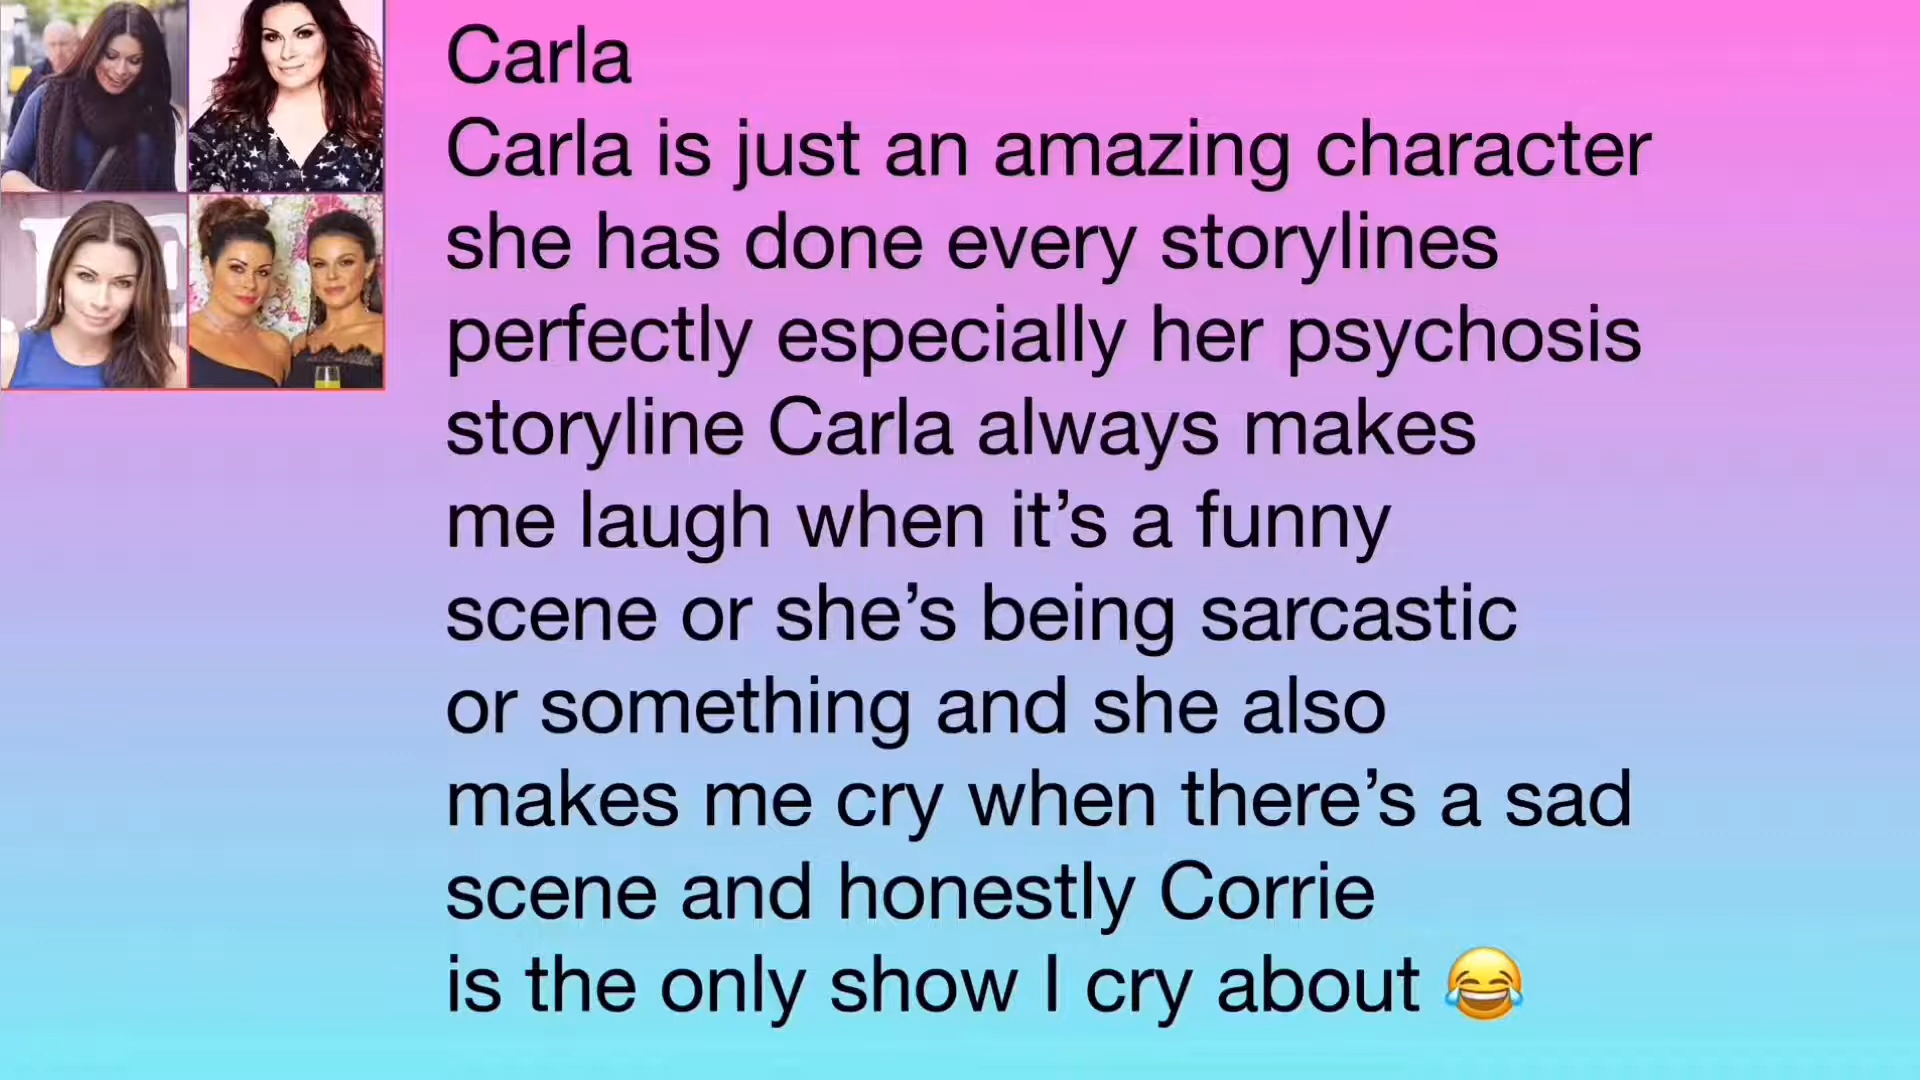 Carla
Carla is just an amazing character
she has done every storylines
perfectly especially her psychosis
storyline Carla always makes
me laugh when it’s a funny
scene or she’s being sarcastic
or something and she also
makes me cry when there’s a sad
scene and honestly Corrie
is the only show I cry about 😂